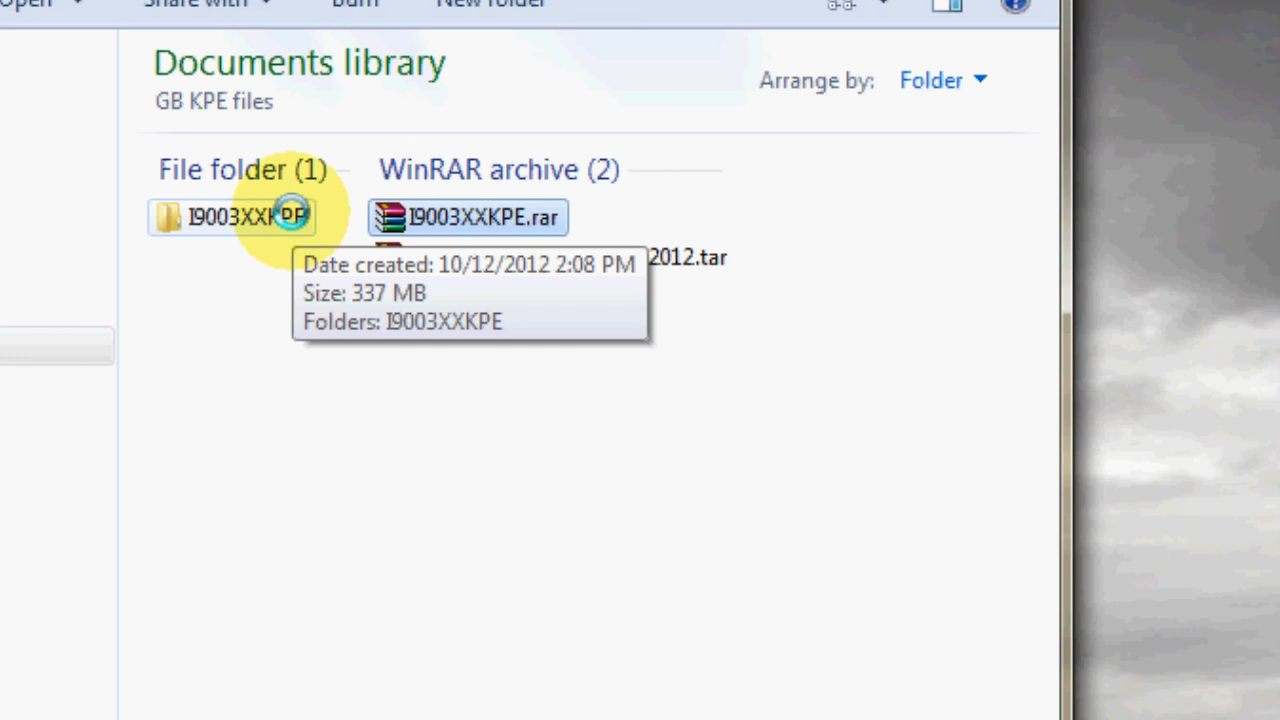 Open Share with Burn New folder
Documents library
GB KPE files
Arrange by: Folder
File folder (1) WinRAR archive (2)
I9003XXKPE I9003XXKPE.rar
2012.tar
Date created: 10/12/2012 2:08 PM
Size: 337 MB
Folders: I9003XXKPE